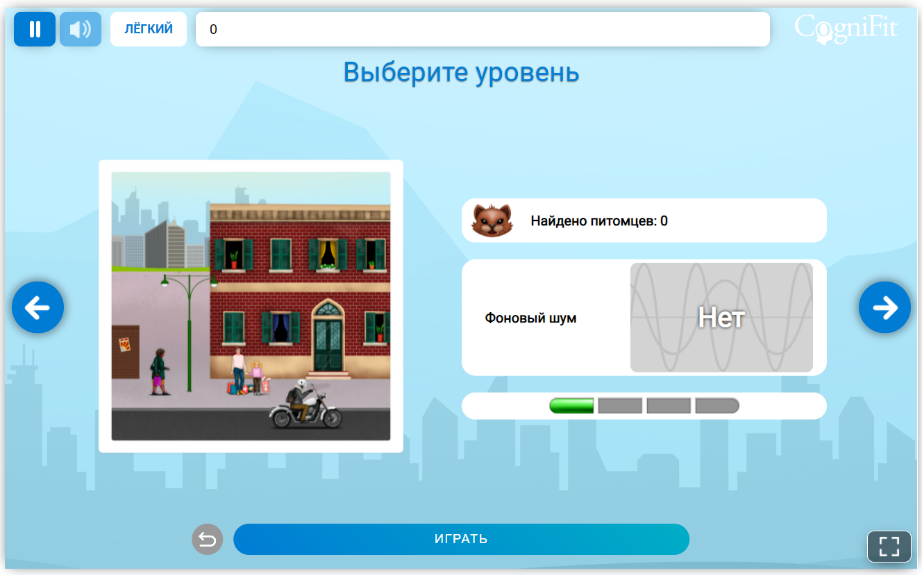 ЛЁГКИЙ
0
CogniFit
Выберите уровень
Найдено питомцев: 0
Фоновый шум
Нет
ИГРАТЬ